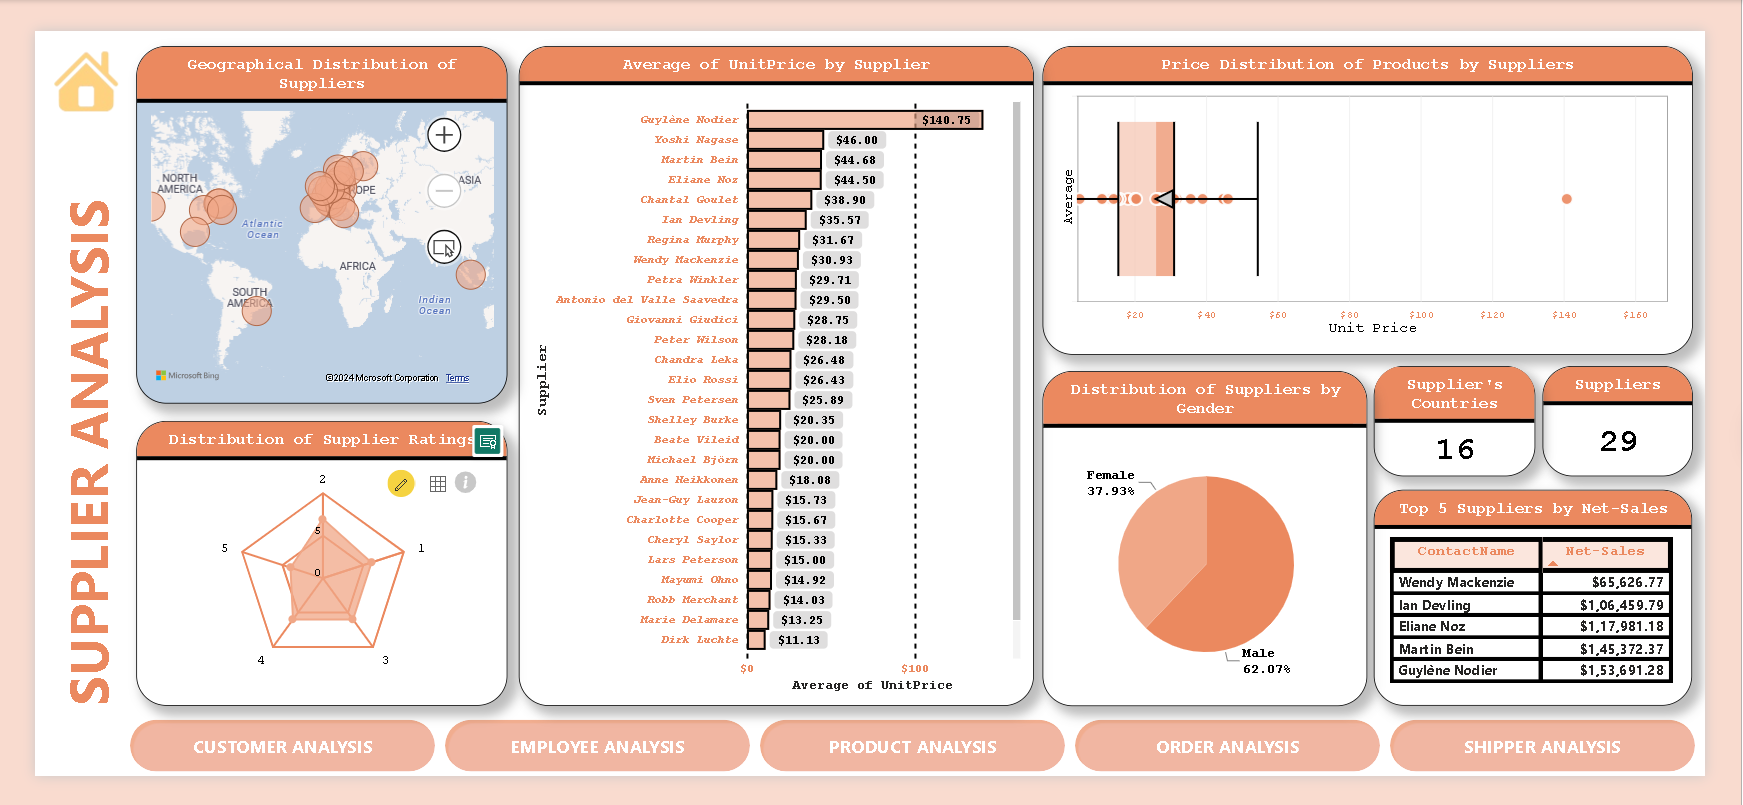 SUPPLIER ANALYSIS
Geographical Distribution of
Suppliers
NORTH
AMERICA
OPE
ASIA
Atlantic
Ocean
AFRICA
SOUTH
AMERICA
Indian
Ocean
Microsoft Bing
©2024 Microsoft Corporation Terms
Distribution of Supplier Ratings
2
5
1
5
0
4
3
Average of UnitPrice by Supplier
Supplier
Guylène Nodier $140.75
Yoshi Nagase $46.00
Martin Bein $44.68
Eliane Noz $44.50
Chantal Goulet $38.90
Ian Devling $35.57
Regina Murphy $31.67
Wendy Mackenzie $30.93
Petra Winkler $29.71
Antonio del Valle Saavedra $29.50
Giovanni Giudici $28.75
Peter Wilson $28.18
Chandra Leka $26.48
Elio Rossi $26.43
Sven Petersen $25.89
Shelley Burke $20.35
Beate Vileid $20.00
Michael Björn $20.00
Anne Heikkonen $18.08
Jean-Guy Lauzon $15.73
Charlotte Cooper $15.67
Cheryl Saylor $15.33
Lars Peterson $15.00
Mayumi Ohno $14.92
Robb Merchant $14.03
Marie Delamare $13.25
Dirk Luchte $11.13
$0 $100
Average of UnitPrice
Price Distribution of Products by Suppliers
Average
$20 $40 $60 $80 $100 $120 $140 $160
Unit Price
Distribution of Suppliers by
Gender
Female
37.93%
Male
62.07%
Supplier's
Countries
16
Suppliers
29
Top 5 Suppliers by Net-Sales
ContactName Net-Sales
Wendy Mackenzie $65,626.77
Ian Devling $1,06,459.79
Eliane Noz $1,17,981.18
Martin Bein $1,45,372.37
Guylène Nodier $1,53,691.28
CUSTOMER ANALYSIS
EMPLOYEE ANALYSIS
PRODUCT ANALYSIS
ORDER ANALYSIS
SHIPPER ANALYSIS